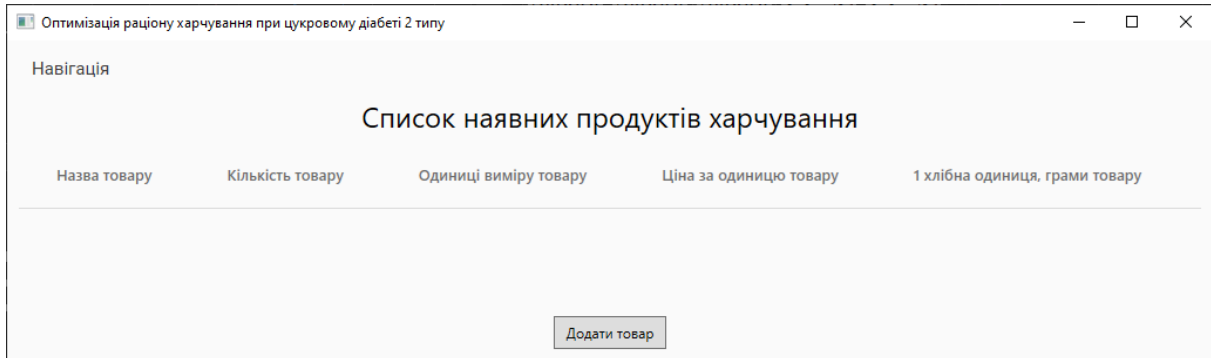 Оптимізація раціону харчування при цукровому діабеті 2 типу
Навігація
Список наявних продуктів харчування
Назва товару Кількість товару Одиниці виміру товару Ціна за одиницю товару 1 хлібна одиниця, грами товару
Додати товар